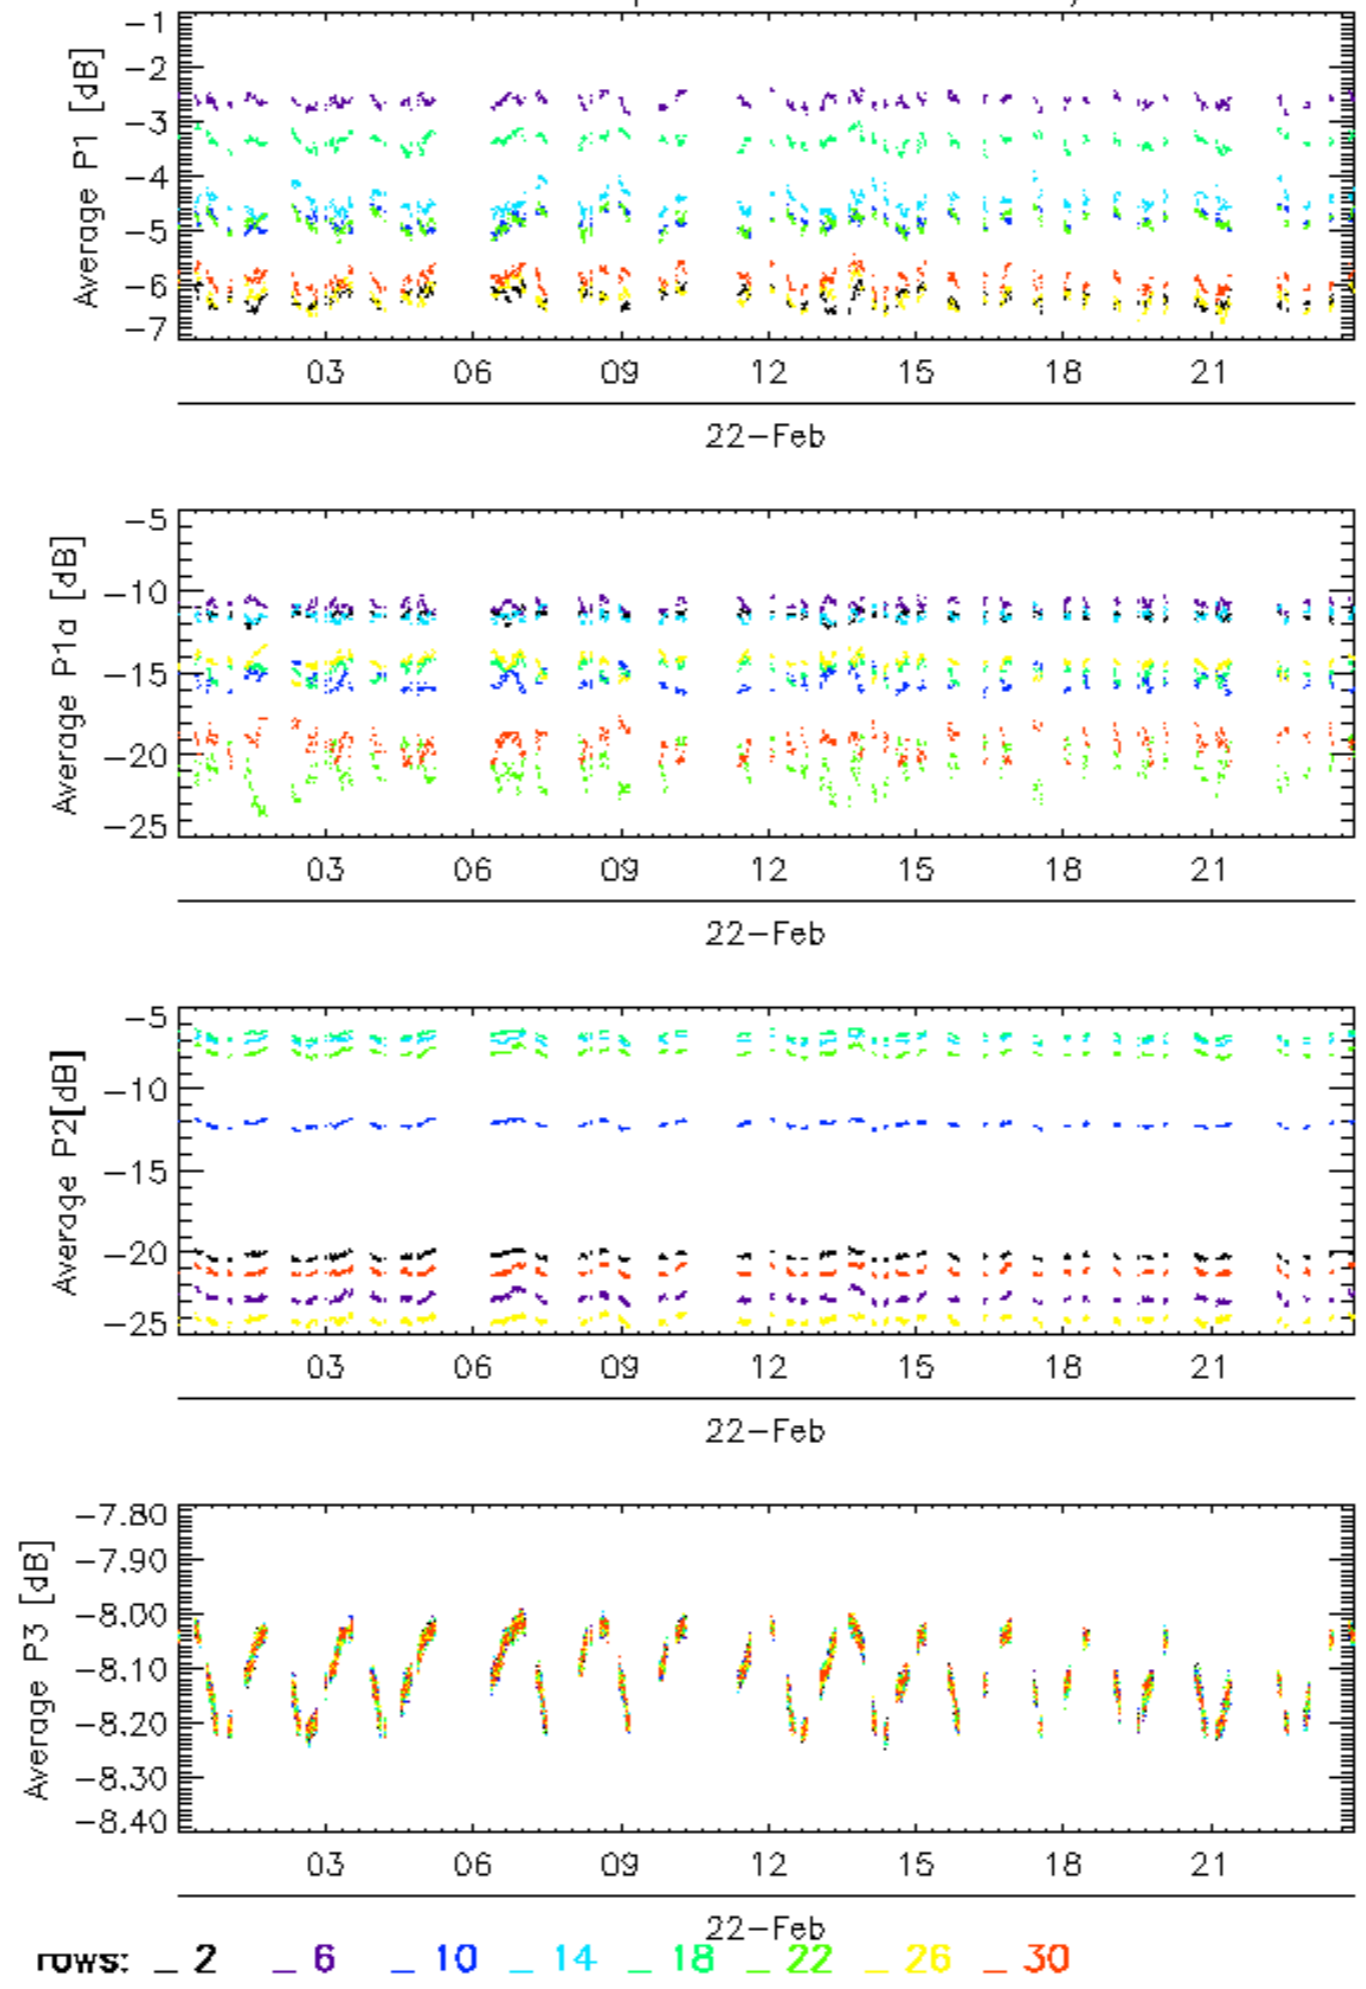 -1
-2
-3
-4
-5
-6
-7
Average P1 [dB]
03 06 09 12 15 18 21
22-Feb
-5
-10
-15
-20
-25
Average P1a [dB]
03 06 09 12 15 18 21
22-Feb
-5
-10
-15
-20
-25
Average P2[dB]
03 06 09 12 15 18 21
22-Feb
-7.80
-7.90
-8.00
-8.10
-8.20
-8.30
-8.40
Average P3 [dB]
03 06 09 12 15 18 21
22-Feb
rows: _ 2 _ 6 _ 10 _ 14 _ 18 _ 22 _ 26 _ 30